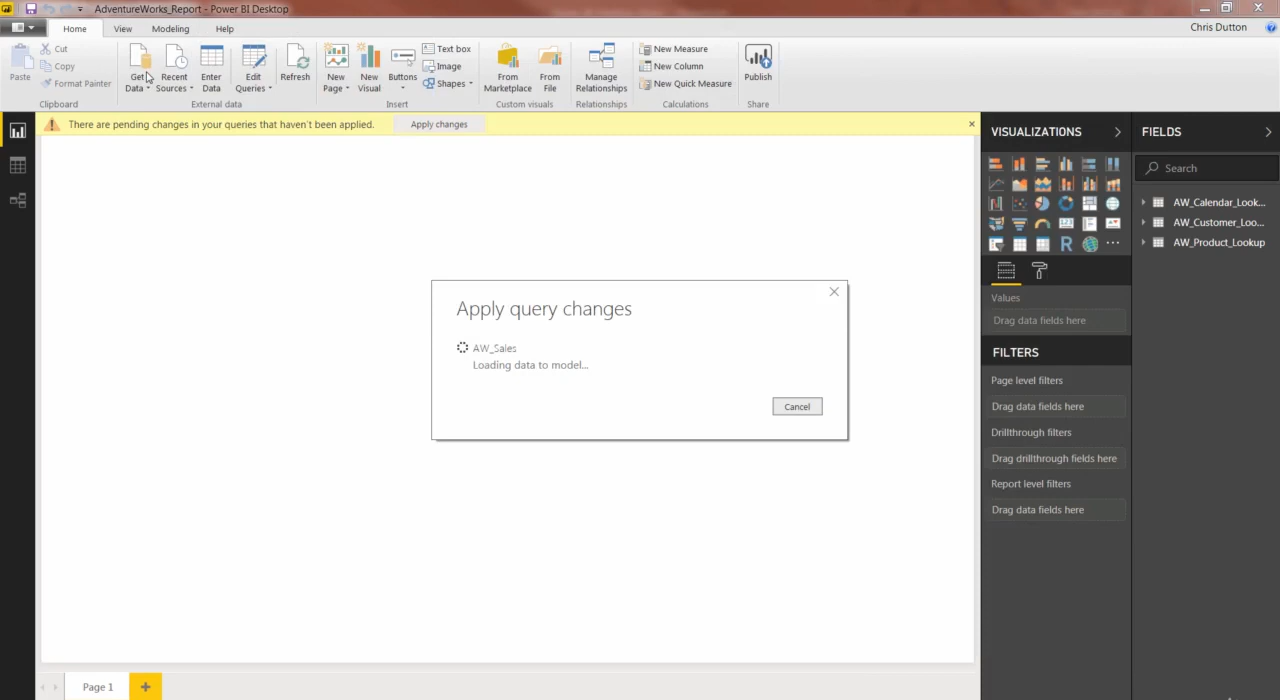 AdventureWorks_Report - Power BI Desktop
Home View Modeling Help
Chris Dutton
Paste
Cut
Copy
Format Painter
Clipboard
Get Data
Recent Sources
Enter Data
Edit Queries
Refresh
External data
New Page
New Visual
Buttons
Text box
Image
Shapes
Insert
From Marketplace
From File
Custom visuals
Manage Relationships
Relationships
New Measure
New Column
New Quick Measure
Calculations
Publish
Share
There are pending changes in your queries that haven't been applied.
Apply changes
Apply query changes
AW_Sales
Loading data to model...
Cancel
VISUALIZATIONS
R
Values
Drag data fields here
FILTERS
Page level filters
Drag data fields here
Drillthrough filters
Drag drillthrough fields here
Report level filters
Drag data fields here
FIELDS
Search
AW_Calendar_Look...
AW_Customer_Loo...
AW_Product_Lookup
Page 1